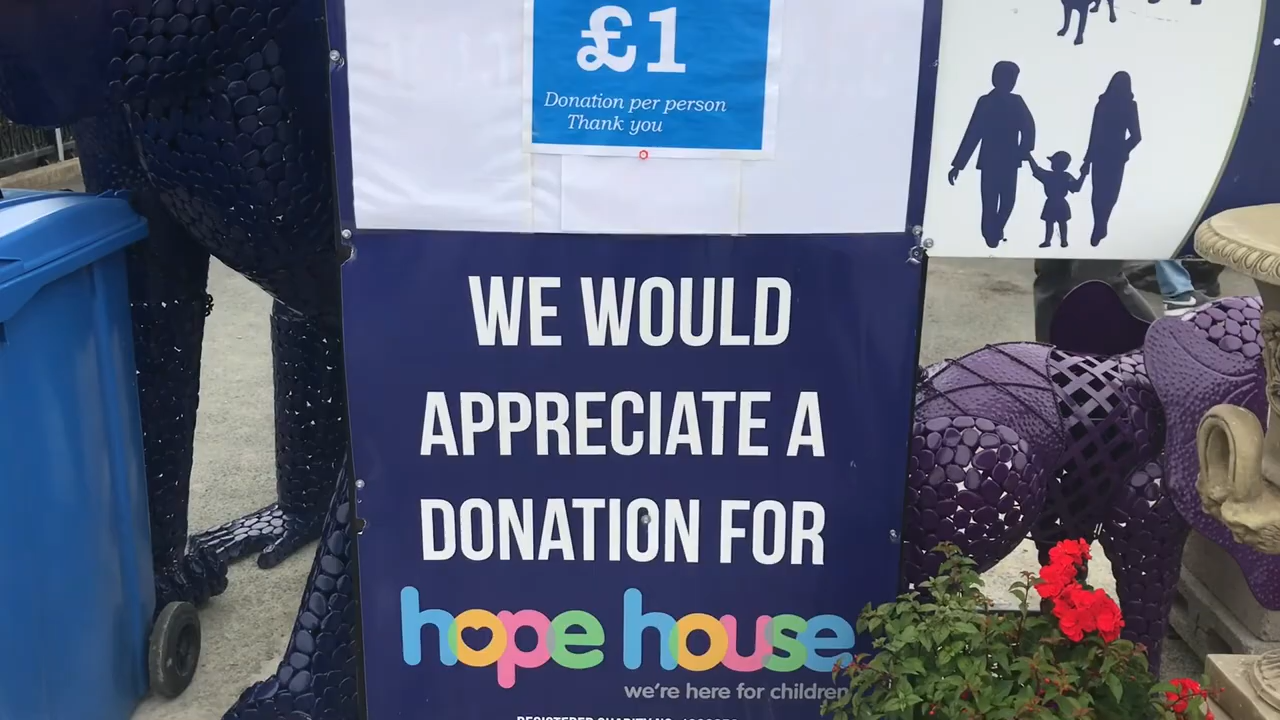 £1
Donation per person
Thank you
WE WOULD
APPRECIATE A
DONATION FOR
hope house
we're here for children